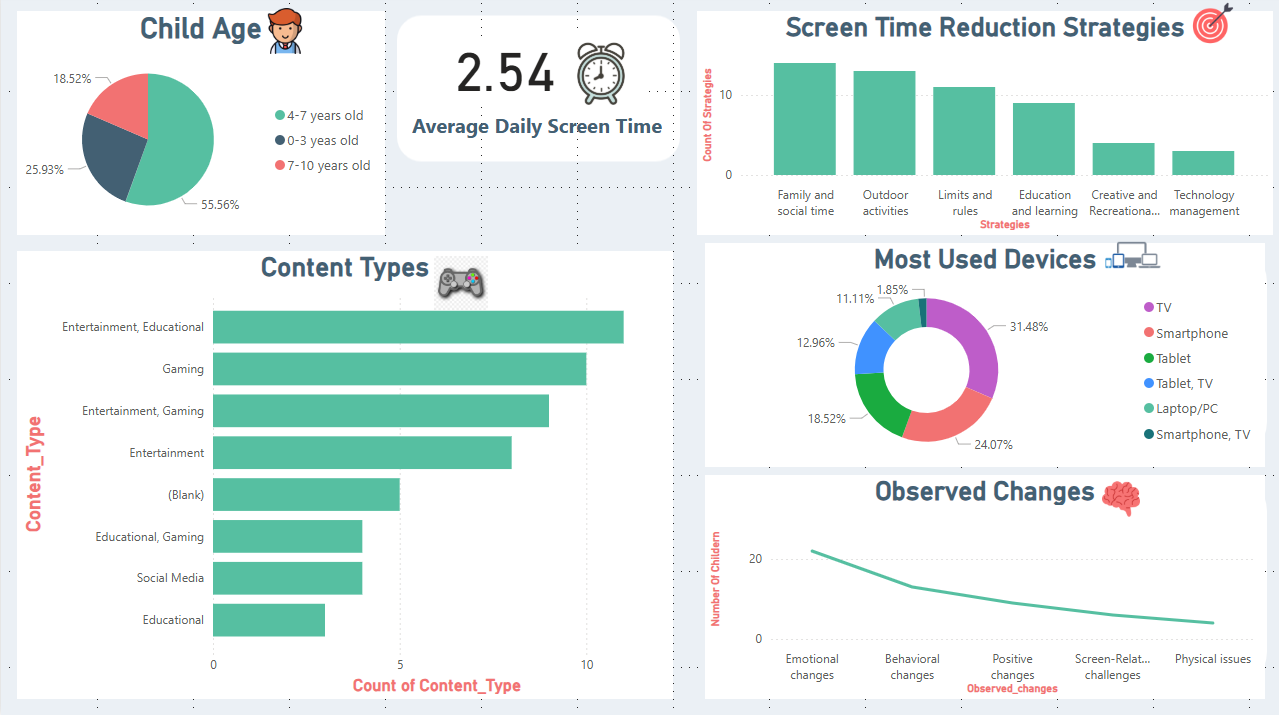 Child Age
18.52%
25.93%
55.56%
4-7 years old
0-3 yeas old
7-10 years old
2.54
Average Daily Screen Time
Screen Time Reduction Strategies
Count Of Strategies
10
0
Family and
social time
Outdoor
activities
Limits and
rules
Education
and learning
Creative and
Recreationa...
Technology
management
Strategies
Content Types
Content_Type
Entertainment, Educational
Gaming
Entertainment, Gaming
Entertainment
(Blank)
Educational, Gaming
Social Media
Educational
0
5
10
Count of Content_Type
Most Used Devices
1.85%
11.11%
12.96%
18.52%
24.07%
31.48%
TV
Smartphone
Tablet
Tablet, TV
Laptop/PC
Smartphone, TV
Observed Changes
Number Of Childern
20
0
Emotional
changes
Behavioral
changes
Positive
changes
Screen-Relat...
challenges
Physical issues
Observed_changes